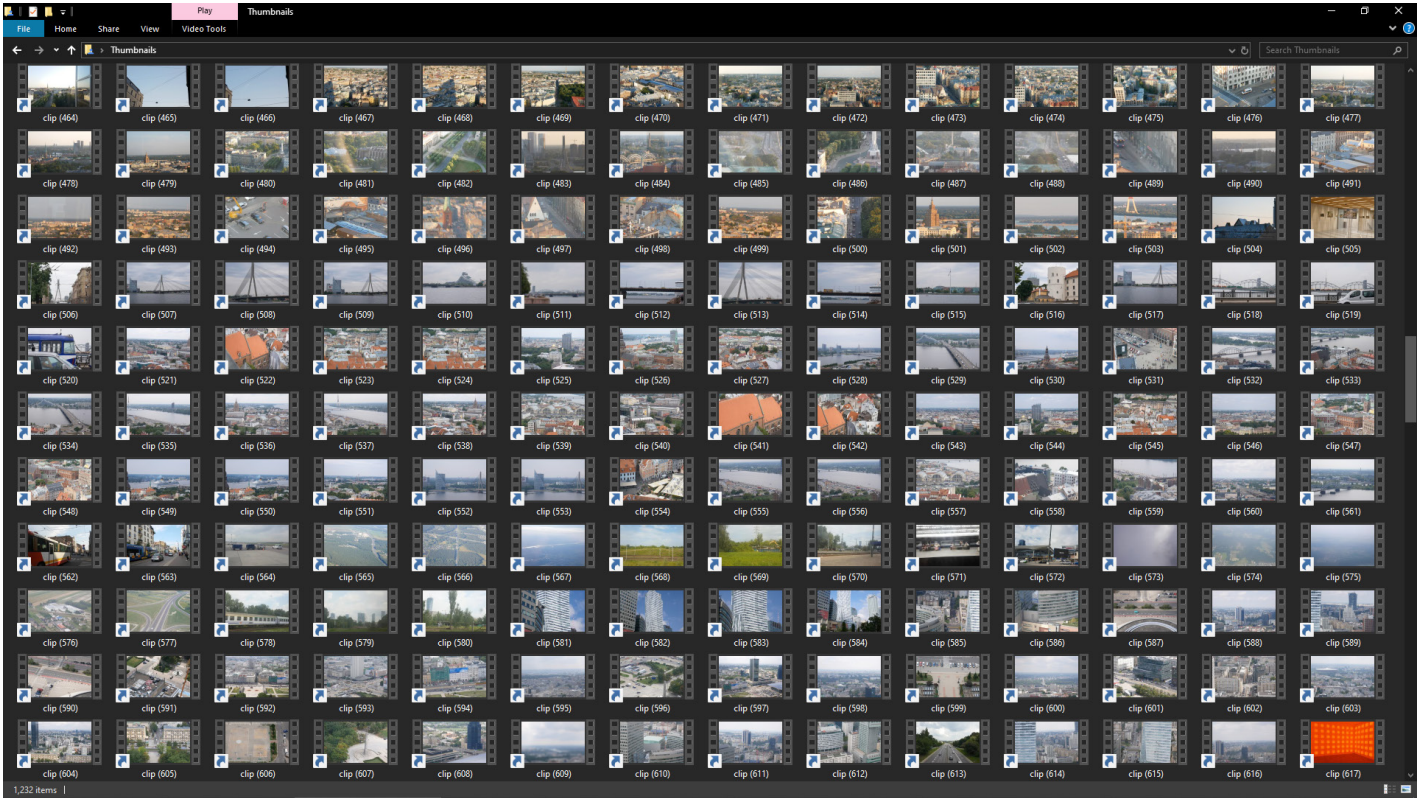 Play Thumbnails
File Home Share View Video Tools
Thumbnails Search Thumbnails
clip (464) clip (465) clip (466) clip (467) clip (468) clip (469) clip (470) clip (471) clip (472) clip (473) clip (474) clip (475) clip (476) clip (477)
clip (478) clip (479) clip (480) clip (481) clip (482) clip (483) clip (484) clip (485) clip (486) clip (487) clip (488) clip (489) clip (490) clip (491)
clip (492) clip (493) clip (494) clip (495) clip (496) clip (497) clip (498) clip (499) clip (500) clip (501) clip (502) clip (503) clip (504) clip (505)
clip (506) clip (507) clip (508) clip (509) clip (510) clip (511) clip (512) clip (513) clip (514) clip (515) clip (516) clip (517) clip (518) clip (519)
clip (520) clip (521) clip (522) clip (523) clip (524) clip (525) clip (526) clip (527) clip (528) clip (529) clip (530) clip (531) clip (532) clip (533)
clip (534) clip (535) clip (536) clip (537) clip (538) clip (539) clip (540) clip (541) clip (542) clip (543) clip (544) clip (545) clip (546) clip (547)
clip (548) clip (549) clip (550) clip (551) clip (552) clip (553) clip (554) clip (555) clip (556) clip (557) clip (558) clip (559) clip (560) clip (561)
clip (562) clip (563) clip (564) clip (565) clip (566) clip (567) clip (568) clip (569) clip (570) clip (571) clip (572) clip (573) clip (574) clip (575)
clip (576) clip (577) clip (578) clip (579) clip (580) clip (581) clip (582) clip (583) clip (584) clip (585) clip (586) clip (587) clip (588) clip (589)
clip (590) clip (591) clip (592) clip (593) clip (594) clip (595) clip (596) clip (597) clip (598) clip (599) clip (600) clip (601) clip (602) clip (603)
clip (604) clip (605) clip (606) clip (607) clip (608) clip (609) clip (610) clip (611) clip (612) clip (613) clip (614) clip (615) clip (616) clip (617)
1,232 items